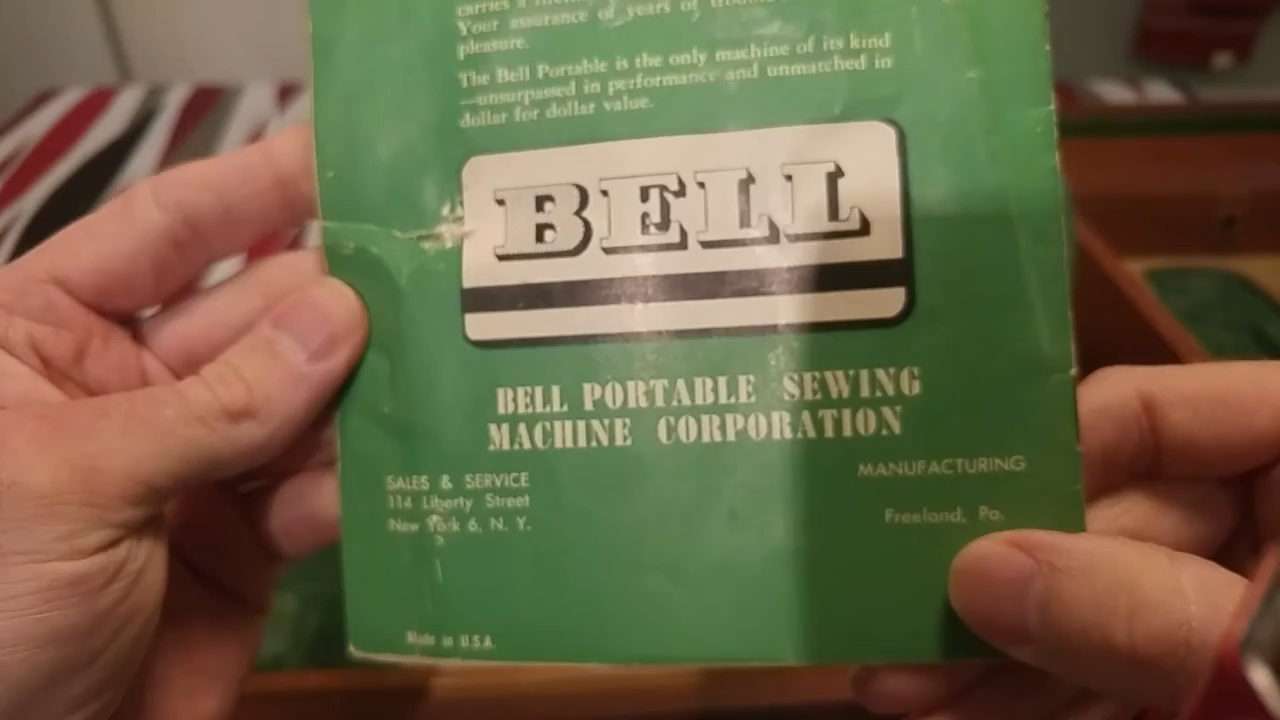 carries a
Your assurance of years of
pleasure.
The Bell Portable is the only machine of its kind
—unsurpassed in performance and unmatched in
dollar for dollar value.
BELL
BELL PORTABLE SEWING
MACHINE CORPORATION
SALES & SERVICE
114 Liberty Street
New York 6, N. Y.
MANUFACTURING
Freeland, Pa.
Made in U.S.A.